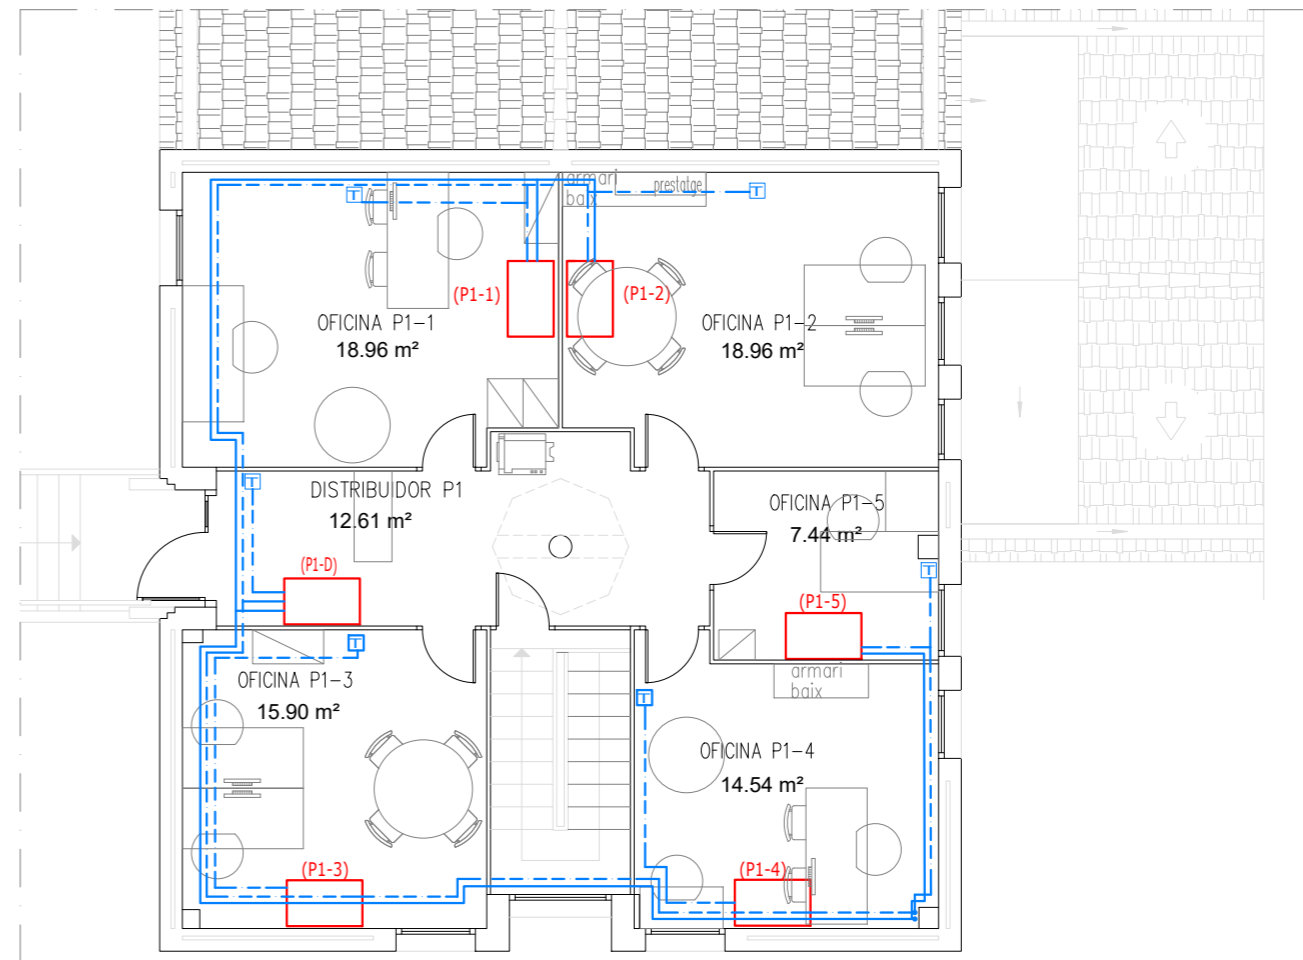 armari
baix
prestatge
T
T
(P1-1)
(P1-2)
OFICINA P1-1
18.96 m²
OFICINA P1-2
18.96 m²
T
DISTRIBUIDOR P1
12.61 m²
OFICINA P1-5
7.44 m²
(P1-D)
T
(P1-5)
T
OFICINA P1-3
15.90 m²
armari
baix
T
OFICINA P1-4
14.54 m²
(P1-3)
(P1-4)